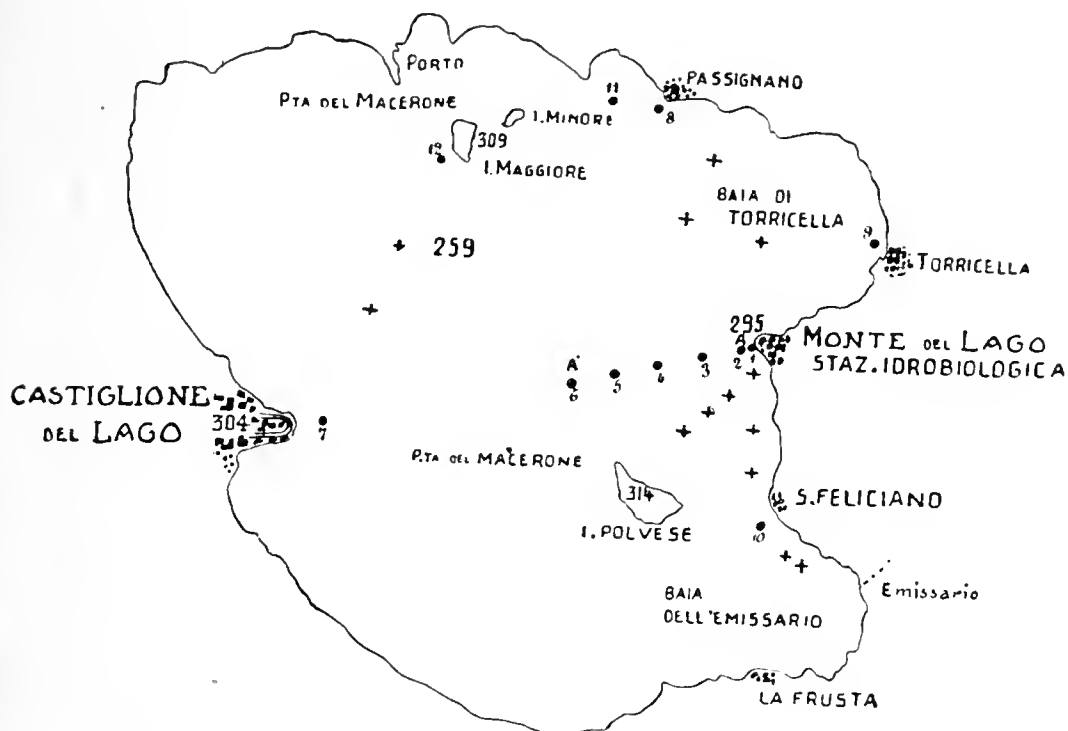 PORTO
PTA DEL MACERONE
I. MINORE
309
I. MAGGIORE
12
11
8
PASSIGNANO
BAIA DI
TORRICELLA
9
TORRICELLA
259
295
MONTE DEL LAGO
STAZ. IDROBIOLOGICA
A
1
2
3
4
5
A'
6
CASTIGLIONE
DEL LAGO
304
7
P.TA DEL MACERONE
314
I. POLVESE
S. FELICIANO
10
Emissario
BAIA
DELL'EMISSARIO
LA FRUSTA